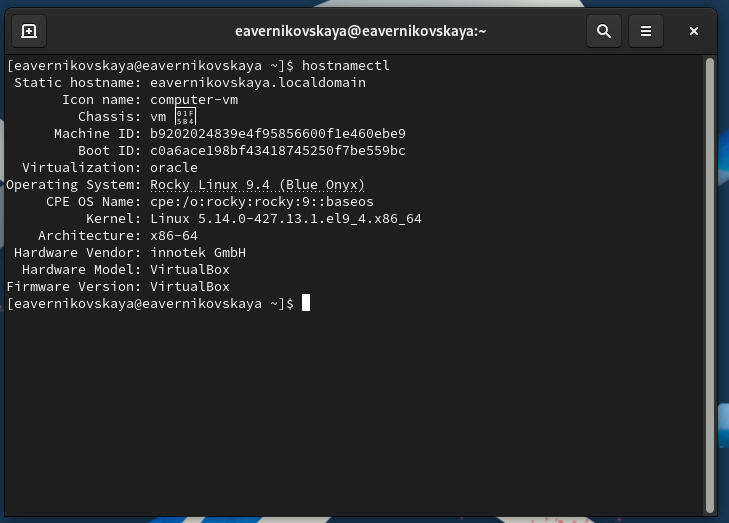 eavernikovskaya@eavernikovskaya:~
[eavernikovskaya@eavernikovskaya ~]$ hostnamectl
Static hostname: eavernikovskaya.localdomain
Icon name: computer-vm
Chassis: vm 🖴
Machine ID: b9202024839e4f95856600f1e460ebe9
Boot ID: c0a6ace198bf43418745250f7be559bc
Virtualization: oracle
Operating System: Rocky Linux 9.4 (Blue Onyx)
CPE OS Name: cpe:/o:rocky:rocky:9::baseos
Kernel: Linux 5.14.0-427.13.1.el9_4.x86_64
Architecture: x86-64
Hardware Vendor: innotek GmbH
Hardware Model: VirtualBox
Firmware Version: VirtualBox
[eavernikovskaya@eavernikovskaya ~]$